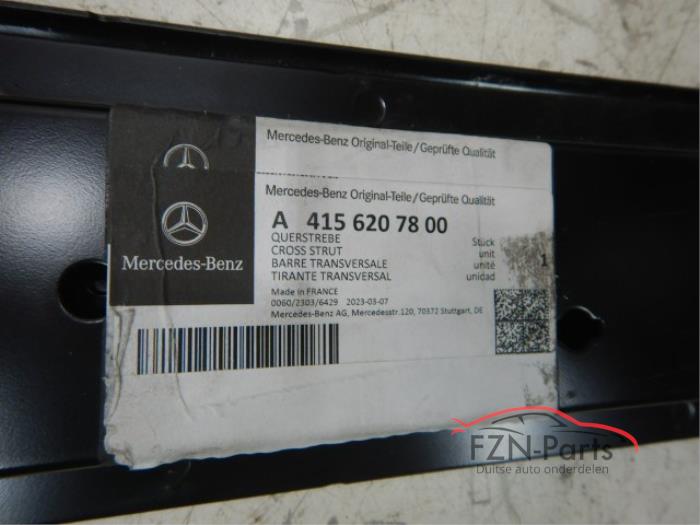 Mercedes-Benz Original-Teile/Geprüfte Qualität
Mercedes-Benz Original-Teile/Geprüfte Qualität
A 415 620 78 00
QUERSTREBE Stück
CROSS STRUT unit
BARRE TRANSVERSALE unité 1
TIRANTE TRANSVERSAL unidad
Mercedes-Benz
Made in FRANCE
0060/2303/6429 2023-03-07
Mercedes-Benz AG, Mercedesstr.120, 70372 Stuttgart, DE
FZN-Parts
Duitse auto onderdelen